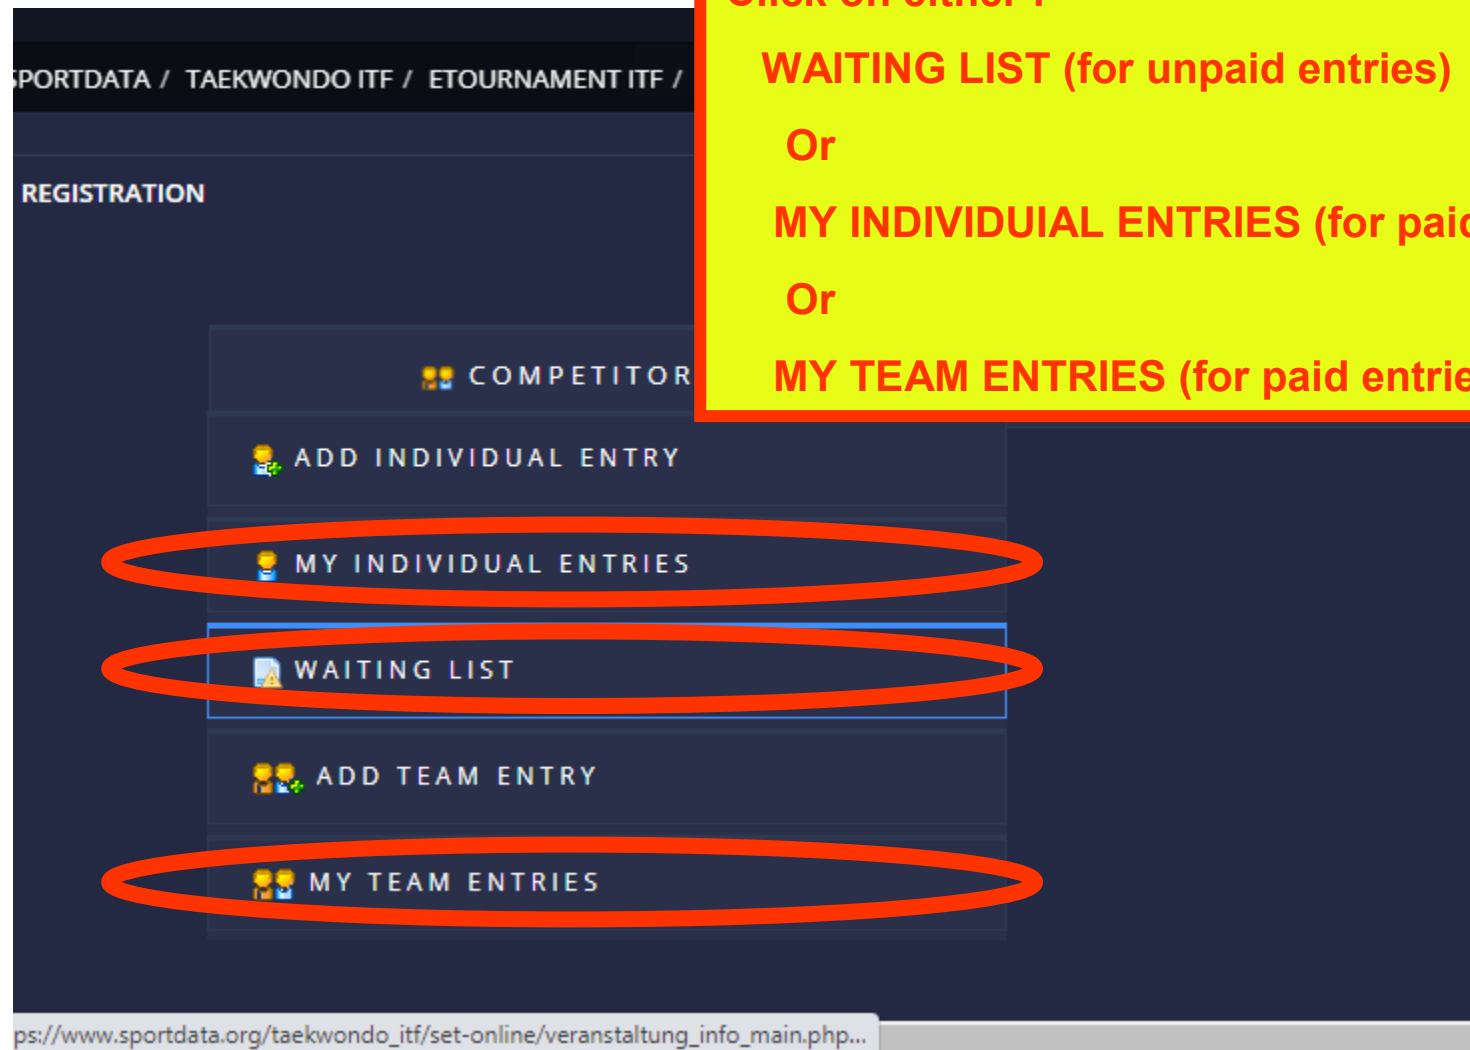 WAITING LIST (for unpaid entries)
Or
MY INDIVIDUIAL ENTRIES (for paid
Or
MY TEAM ENTRIES (for paid entrie
SPORTDATA / TAEKWONDO ITF / ETOURNAMENT ITF /
REGISTRATION
COMPETITOR
ADD INDIVIDUAL ENTRY
MY INDIVIDUAL ENTRIES
WAITING LIST
ADD TEAM ENTRY
MY TEAM ENTRIES
ps://www.sportdata.org/taekwondo_itf/set-online/veranstaltung_info_main.php...